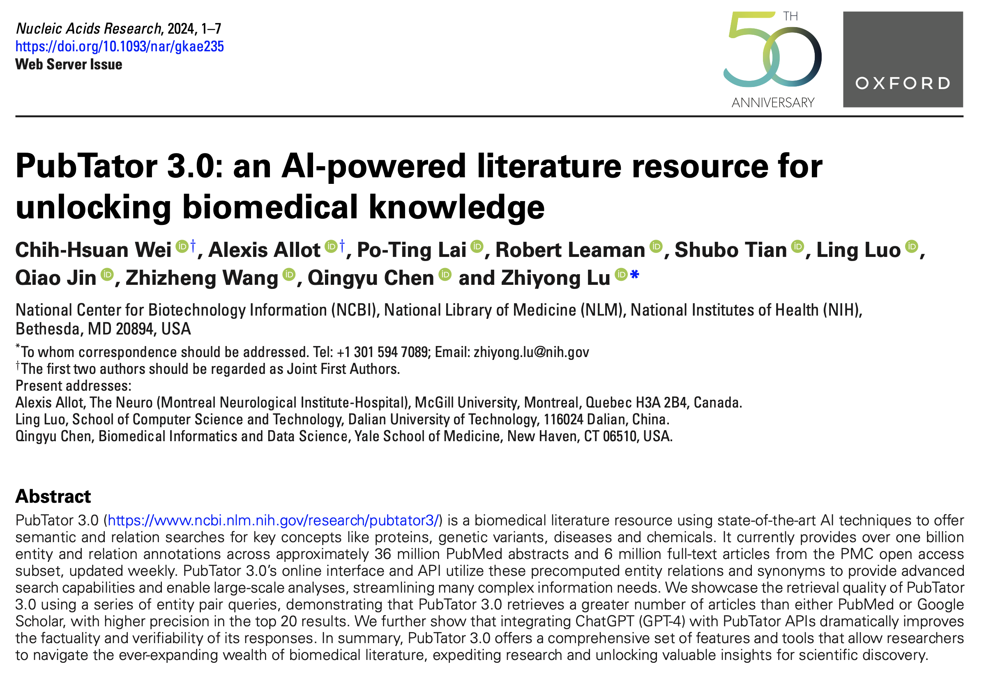 Nucleic Acids Research, 2024, 1–7
https://doi.org/10.1093/nar/gkae235
Web Server Issue
50 TH
ANNIVERSARY
OXFORD
PubTator 3.0: an AI-powered literature resource for
unlocking biomedical knowledge
Chih-Hsuan Wei iD†, Alexis Allot iD†, Po-Ting Lai iD, Robert Leaman iD, Shubo Tian iD, Ling Luo iD,
Qiao Jin iD, Zhizheng Wang iD, Qingyu Chen iD and Zhiyong Lu iD*
National Center for Biotechnology Information (NCBI), National Library of Medicine (NLM), National Institutes of Health (NIH),
Bethesda, MD 20894, USA
*To whom correspondence should be addressed. Tel: +1 301 594 7089; Email: zhiyong.lu@nih.gov
†The first two authors should be regarded as Joint First Authors.
Present addresses:
Alexis Allot, The Neuro (Montreal Neurological Institute-Hospital), McGill University, Montreal, Quebec H3A 2B4, Canada.
Ling Luo, School of Computer Science and Technology, Dalian University of Technology, 116024 Dalian, China.
Qingyu Chen, Biomedical Informatics and Data Science, Yale School of Medicine, New Haven, CT 06510, USA.
Abstract
PubTator 3.0 (https://www.ncbi.nlm.nih.gov/research/pubtator3/) is a biomedical literature resource using state-of-the-art AI techniques to offer
semantic and relation searches for key concepts like proteins, genetic variants, diseases and chemicals. It currently provides over one billion
entity and relation annotations across approximately 36 million PubMed abstracts and 6 million full-text articles from the PMC open access
subset, updated weekly. PubTator 3.0’s online interface and API utilize these precomputed entity relations and synonyms to provide advanced
search capabilities and enable large-scale analyses, streamlining many complex information needs. We showcase the retrieval quality of PubTator
3.0 using a series of entity pair queries, demonstrating that PubTator 3.0 retrieves a greater number of articles than either PubMed or Google
Scholar, with higher precision in the top 20 results. We further show that integrating ChatGPT (GPT-4) with PubTator APIs dramatically improves
the factuality and verifiability of its responses. In summary, PubTator 3.0 offers a comprehensive set of features and tools that allow researchers
to navigate the ever-expanding wealth of biomedical literature, expediting research and unlocking valuable insights for scientific discovery.